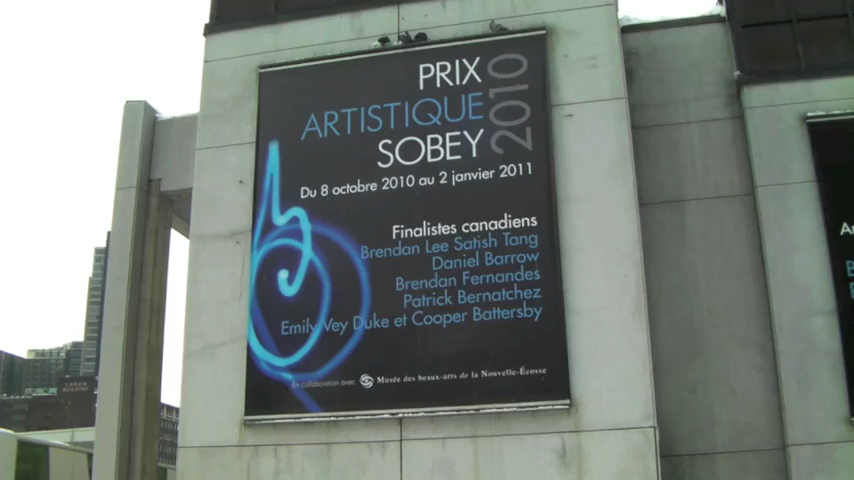 PRIX
ARTISTIQUE
SOBEY
2010
Du 8 octobre 2010 au 2 janvier 2011
Finalistes canadiens
Brendan Lee Satish Tang
Daniel Barrow
Brendan Fernandes
Patrick Bernatchez
Emily Vey Duke et Cooper Battersby
En collaboration avec Musée des beaux-arts de la Nouvelle-Écosse